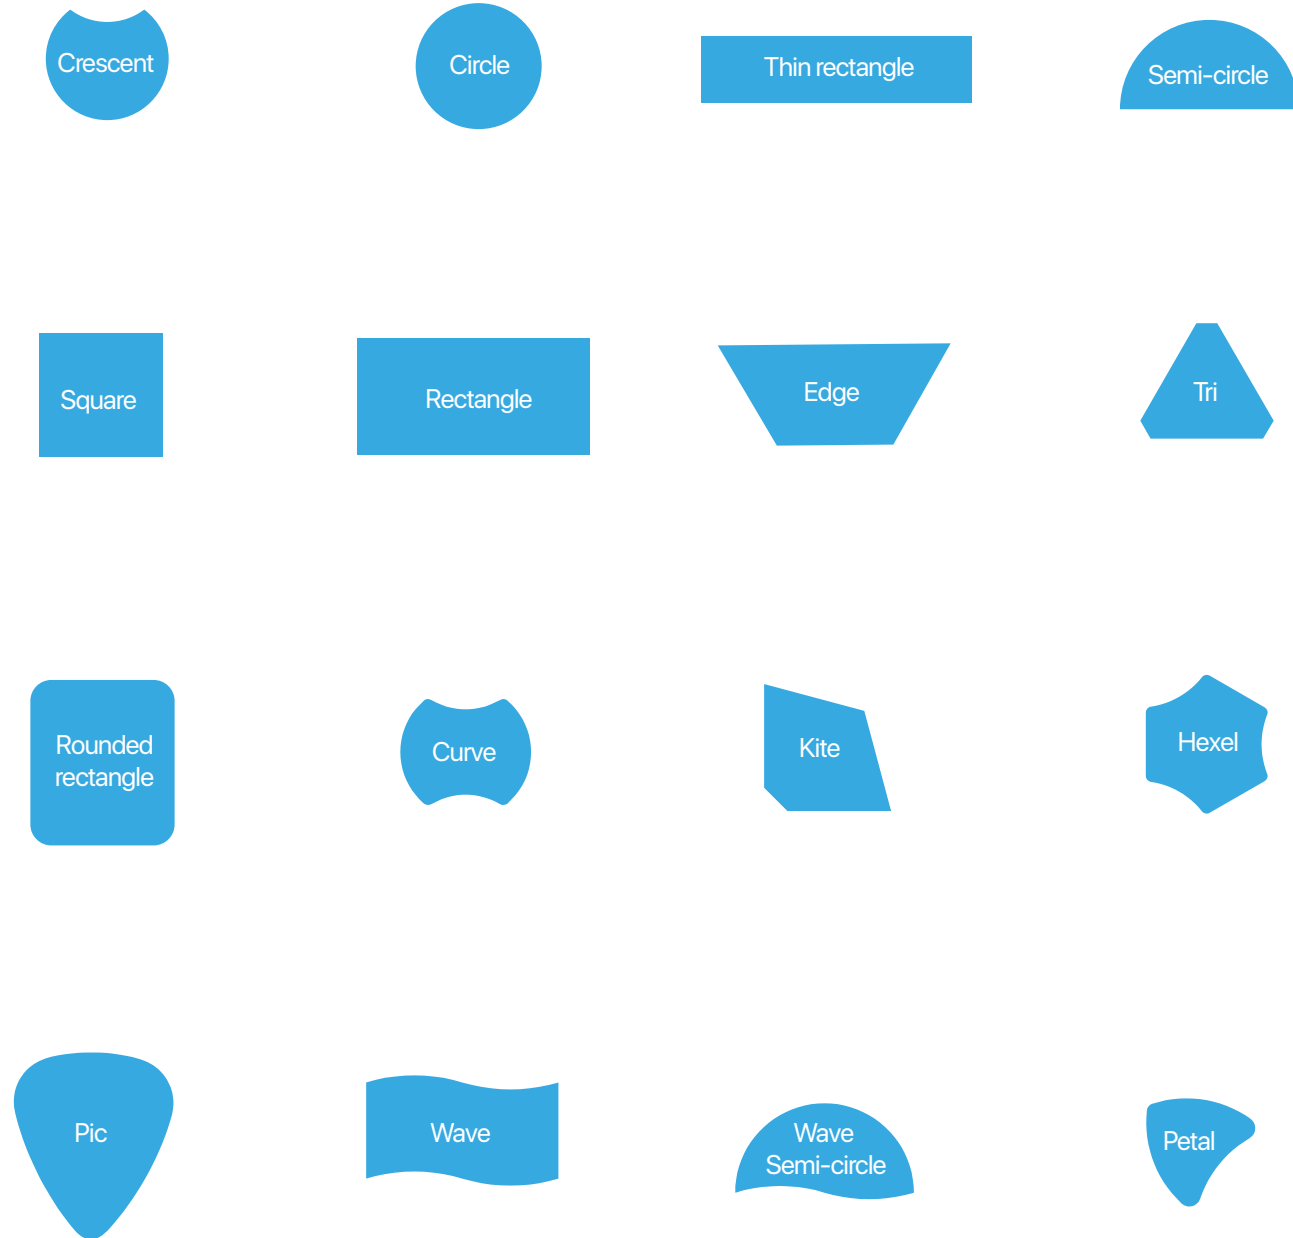 Crescent
Circle
Thin rectangle
Semi-circle
Square
Rectangle
Edge
Tri
Rounded
rectangle
Curve
Kite
Hexel
Pic
Wave
Wave
Semi-circle
Petal